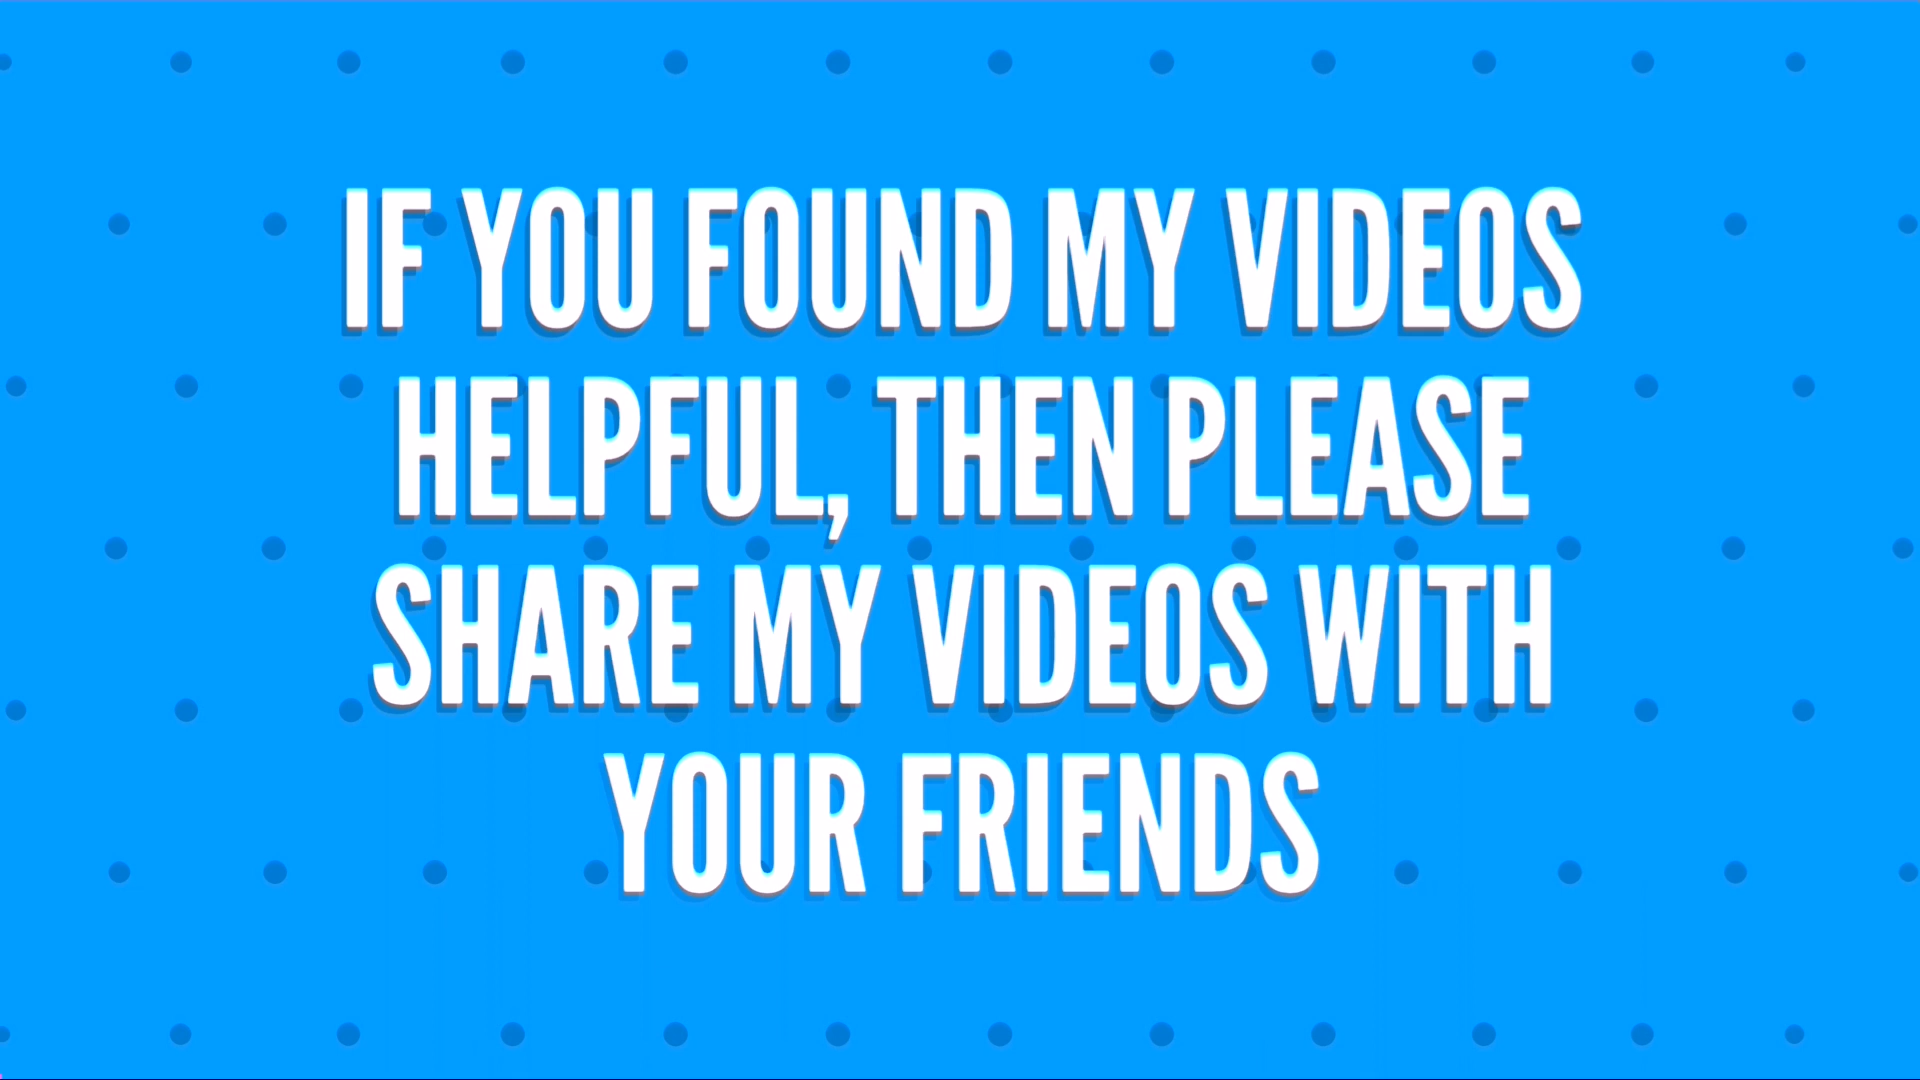 IF YOU FOUND MY VIDEOS
HELPFUL, THEN PLEASE
SHARE MY VIDEOS WITH
YOUR FRIENDS